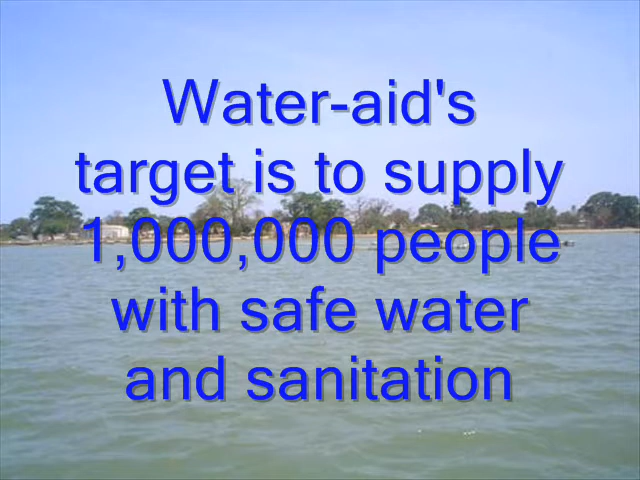 Water-aid's
target is to supply
1,000,000 people
with safe water
and sanitation